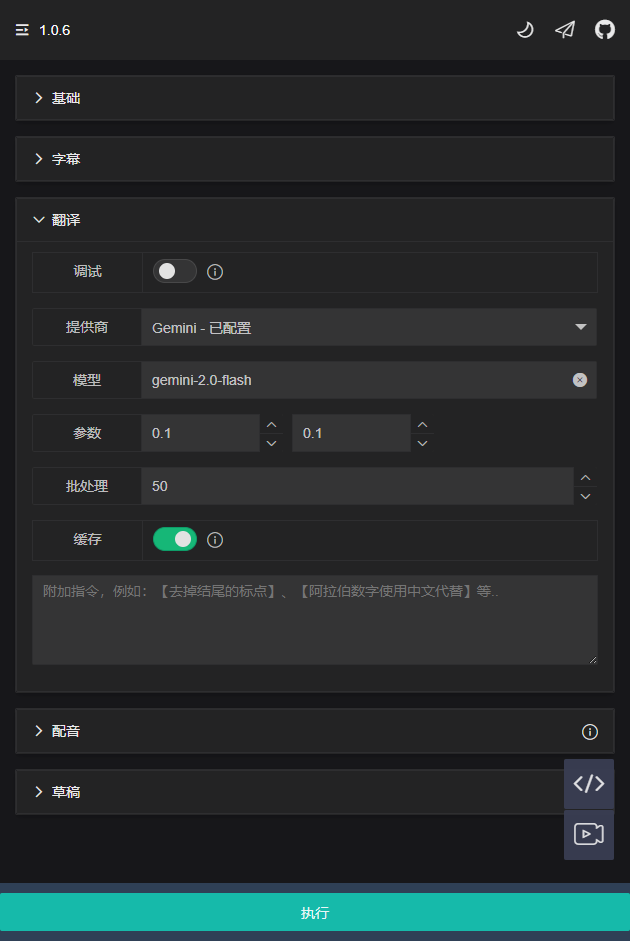 1.0.6
基础
字幕
翻译
调试
提供商 Gemini - 已配置
模型 gemini-2.0-flash
参数 0.1 0.1
批处理 50
缓存
附加指令，例如：【去掉结尾的标点】、【阿拉伯数字使用中文代替】等..
配音
草稿
执行